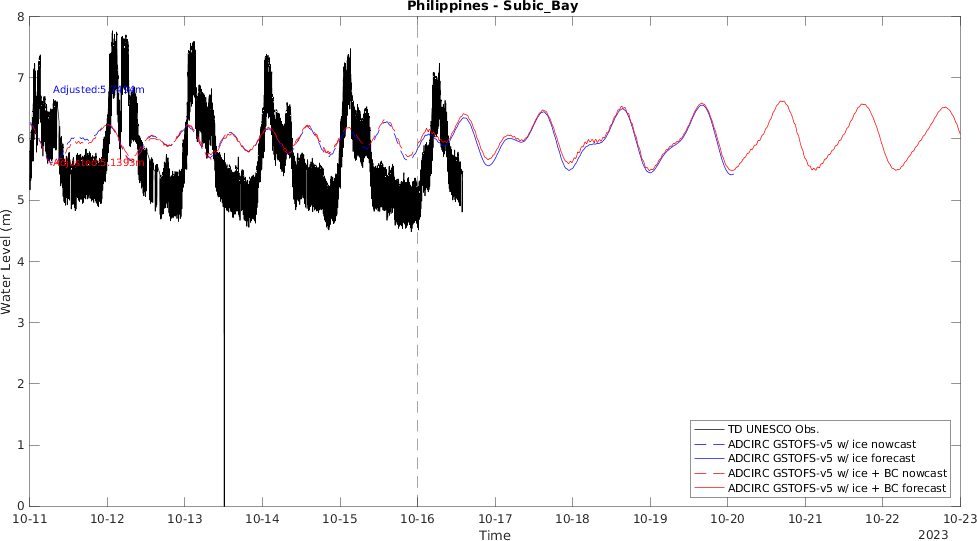 Philippines - Subic_Bay
8
7
6
5
4
3
2
1
0
Water Level (m)
10-11
10-12
10-13
10-14
10-15
10-16
10-17
10-18
10-19
10-20
10-21
10-22
10-23
Time
2023
TD UNESCO Obs.
ADCIRC GSTOFS-v5 w/ ice nowcast
ADCIRC GSTOFS-v5 w/ ice forecast
ADCIRC GSTOFS-v5 w/ ice + BC nowcast
ADCIRC GSTOFS-v5 w/ ice + BC forecast